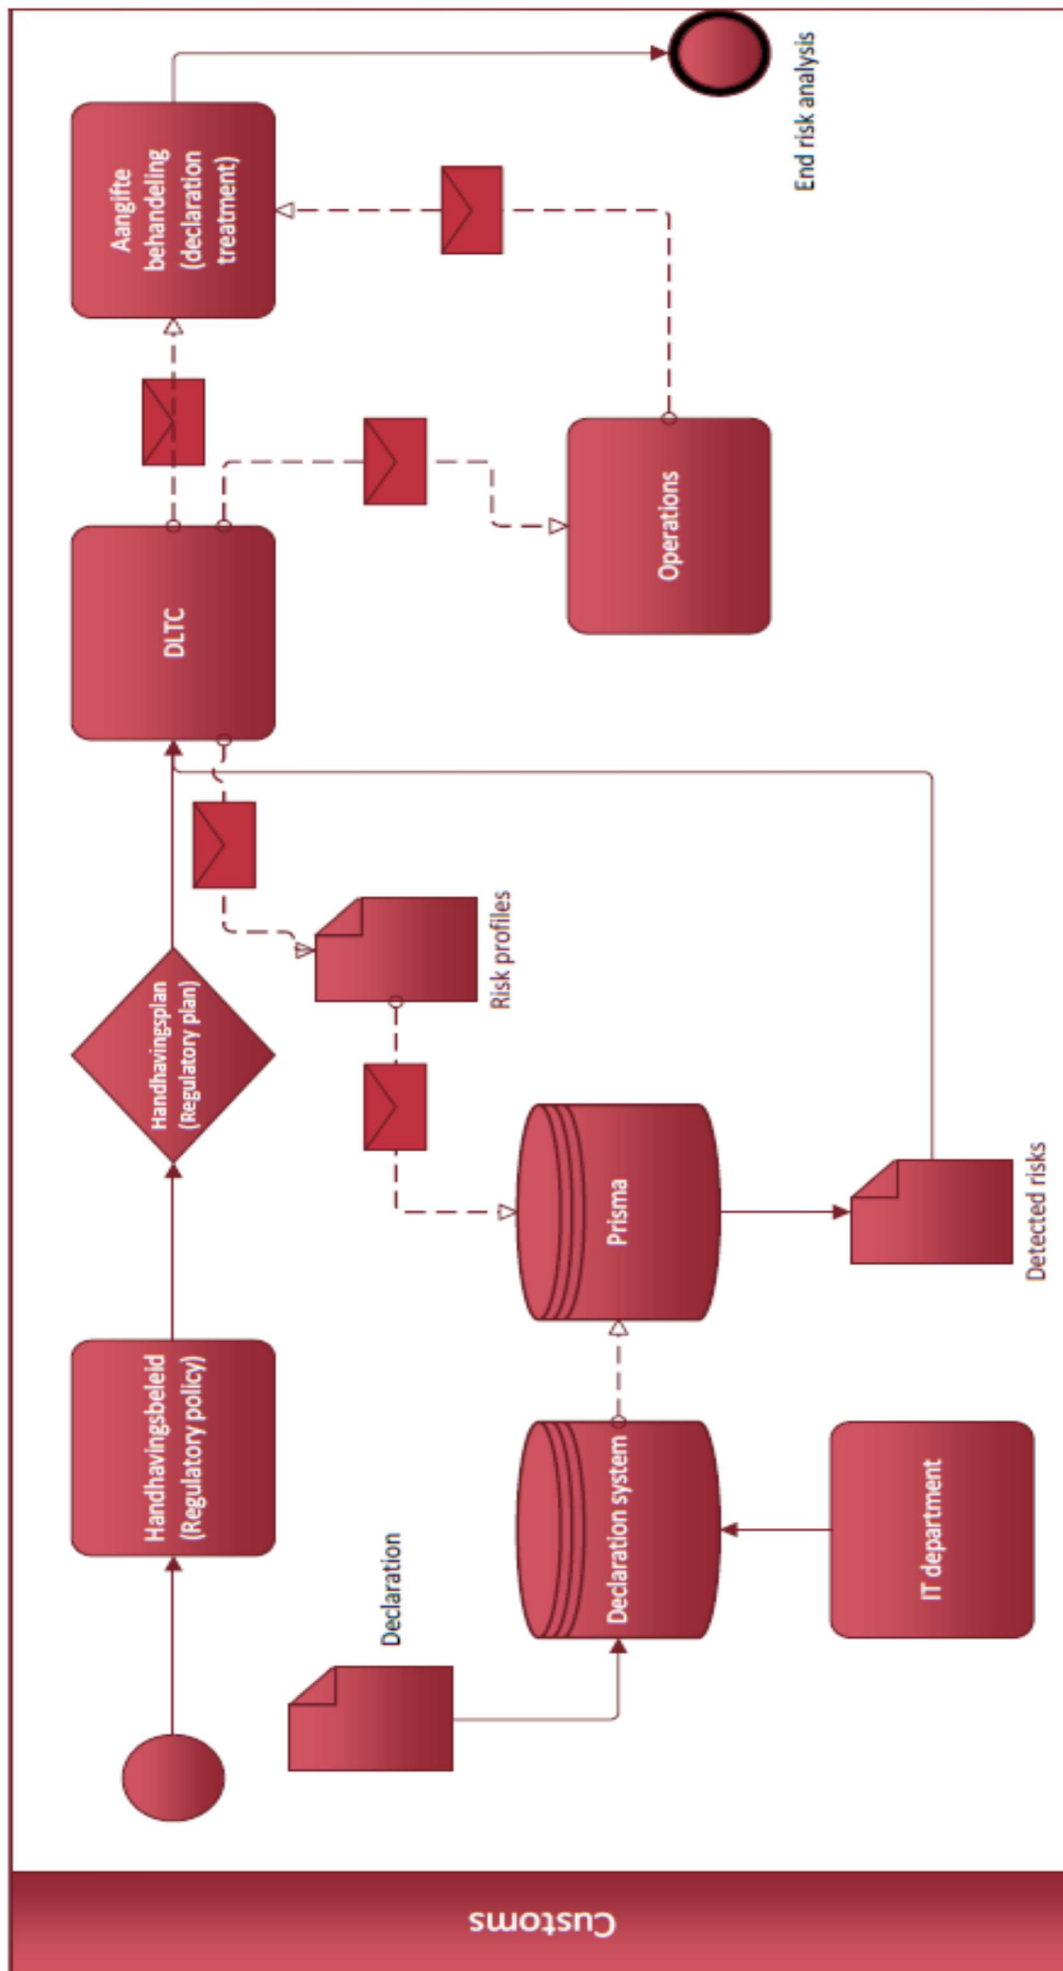 Customs
Handhavingsbeleid
(Regulatory policy)
Handhavingsplan
(Regulatory plan)
DLTC
Aangifte
behandeling
(declaration
treatment)
Declaration
Risk profiles
Declaration system
Prisma
Operations
End risk analysis
IT department
Detected risks